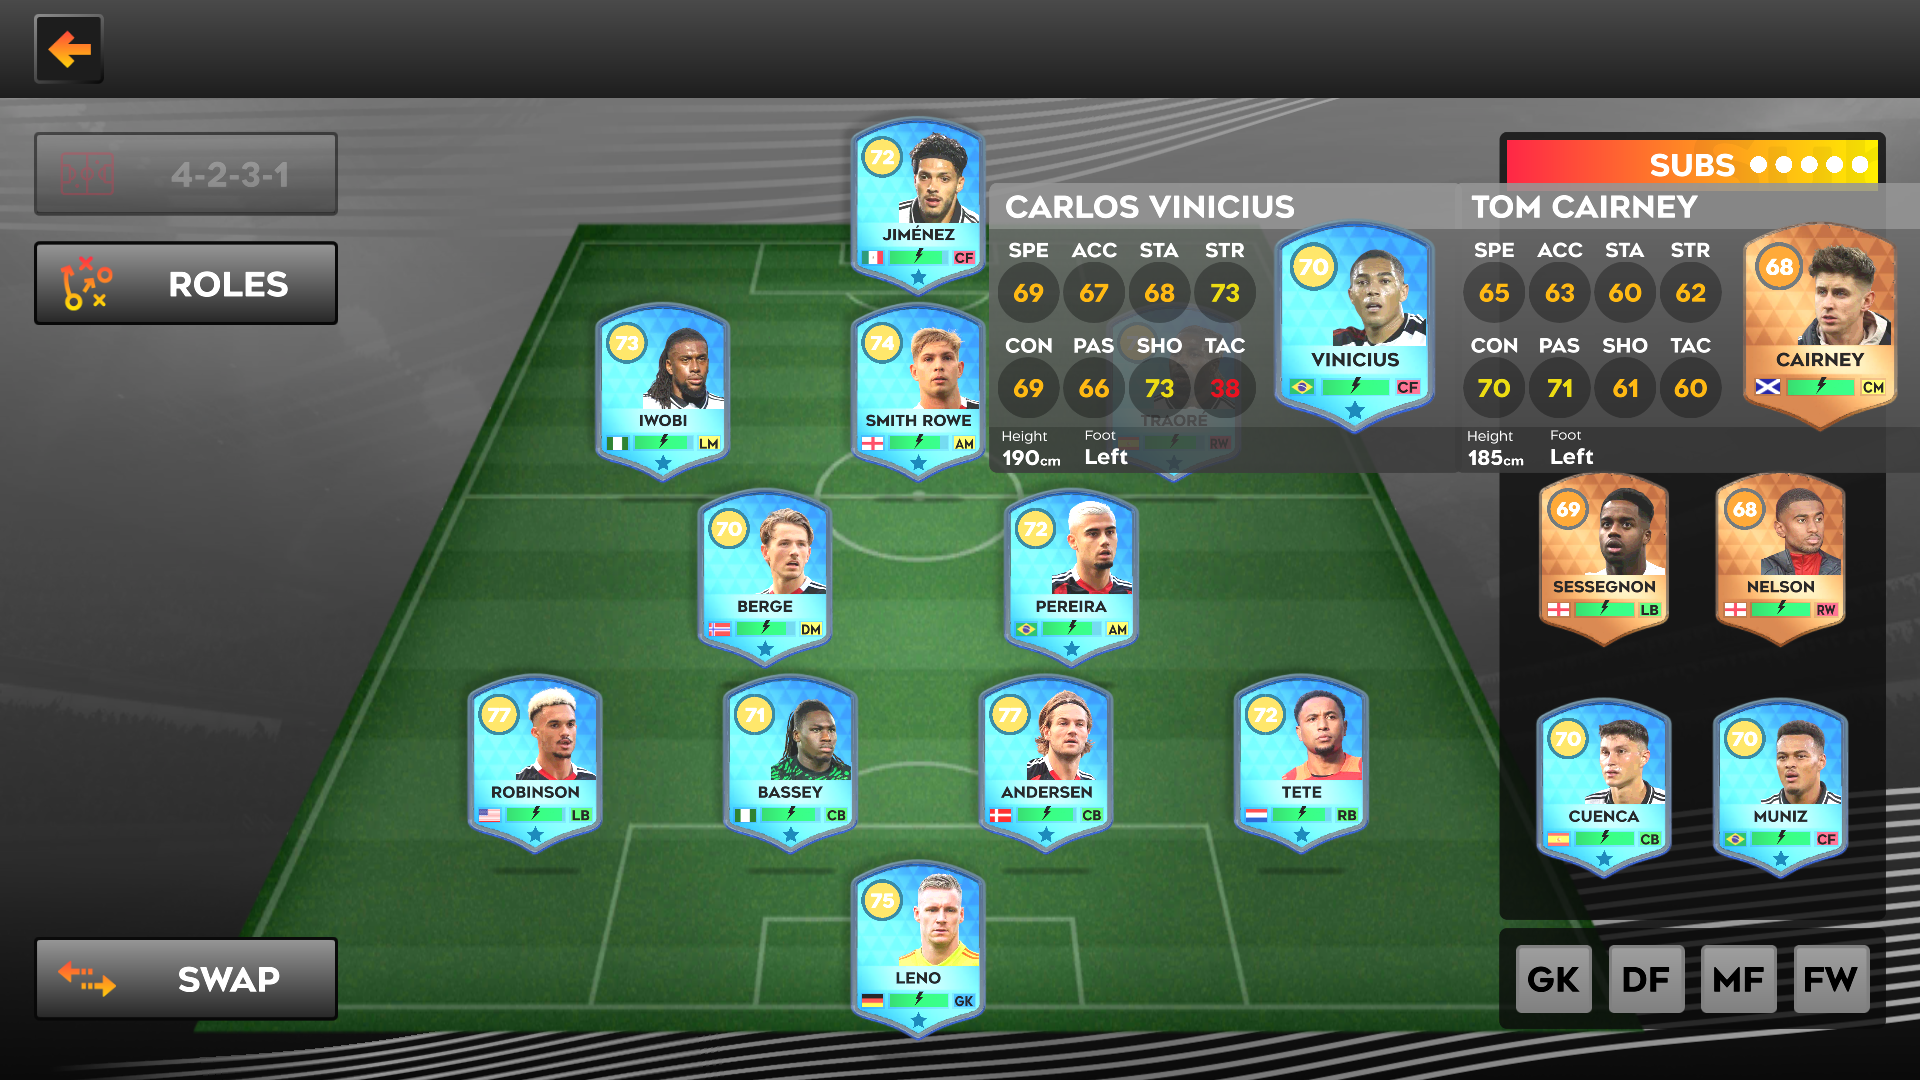 4-2-3-1
ROLES
SWAP
72
JIMÉNEZ
CF
73
IWOBI
LM
74
SMITH ROWE
AM
TRAORÉ
RW
70
BERGE
DM
72
PEREIRA
AM
77
ROBINSON
LB
71
BASSEY
CB
77
ANDERSEN
CB
72
TETE
RB
75
LENO
GK
CARLOS VINICIUS
SPE ACC STA STR
69 67 68 73
CON PAS SHO TAC
69 66 73 38
Height Foot
190cm Left
70
VINICIUS
CF
SUBS
TOM CAIRNEY
SPE ACC STA STR
65 63 60 62
CON PAS SHO TAC
70 71 61 60
Height Foot
185cm Left
68
CAIRNEY
CM
69
SESSEGNON
LB
68
NELSON
RW
70
CUENCA
CB
70
MUNIZ
CF
GK DF MF FW